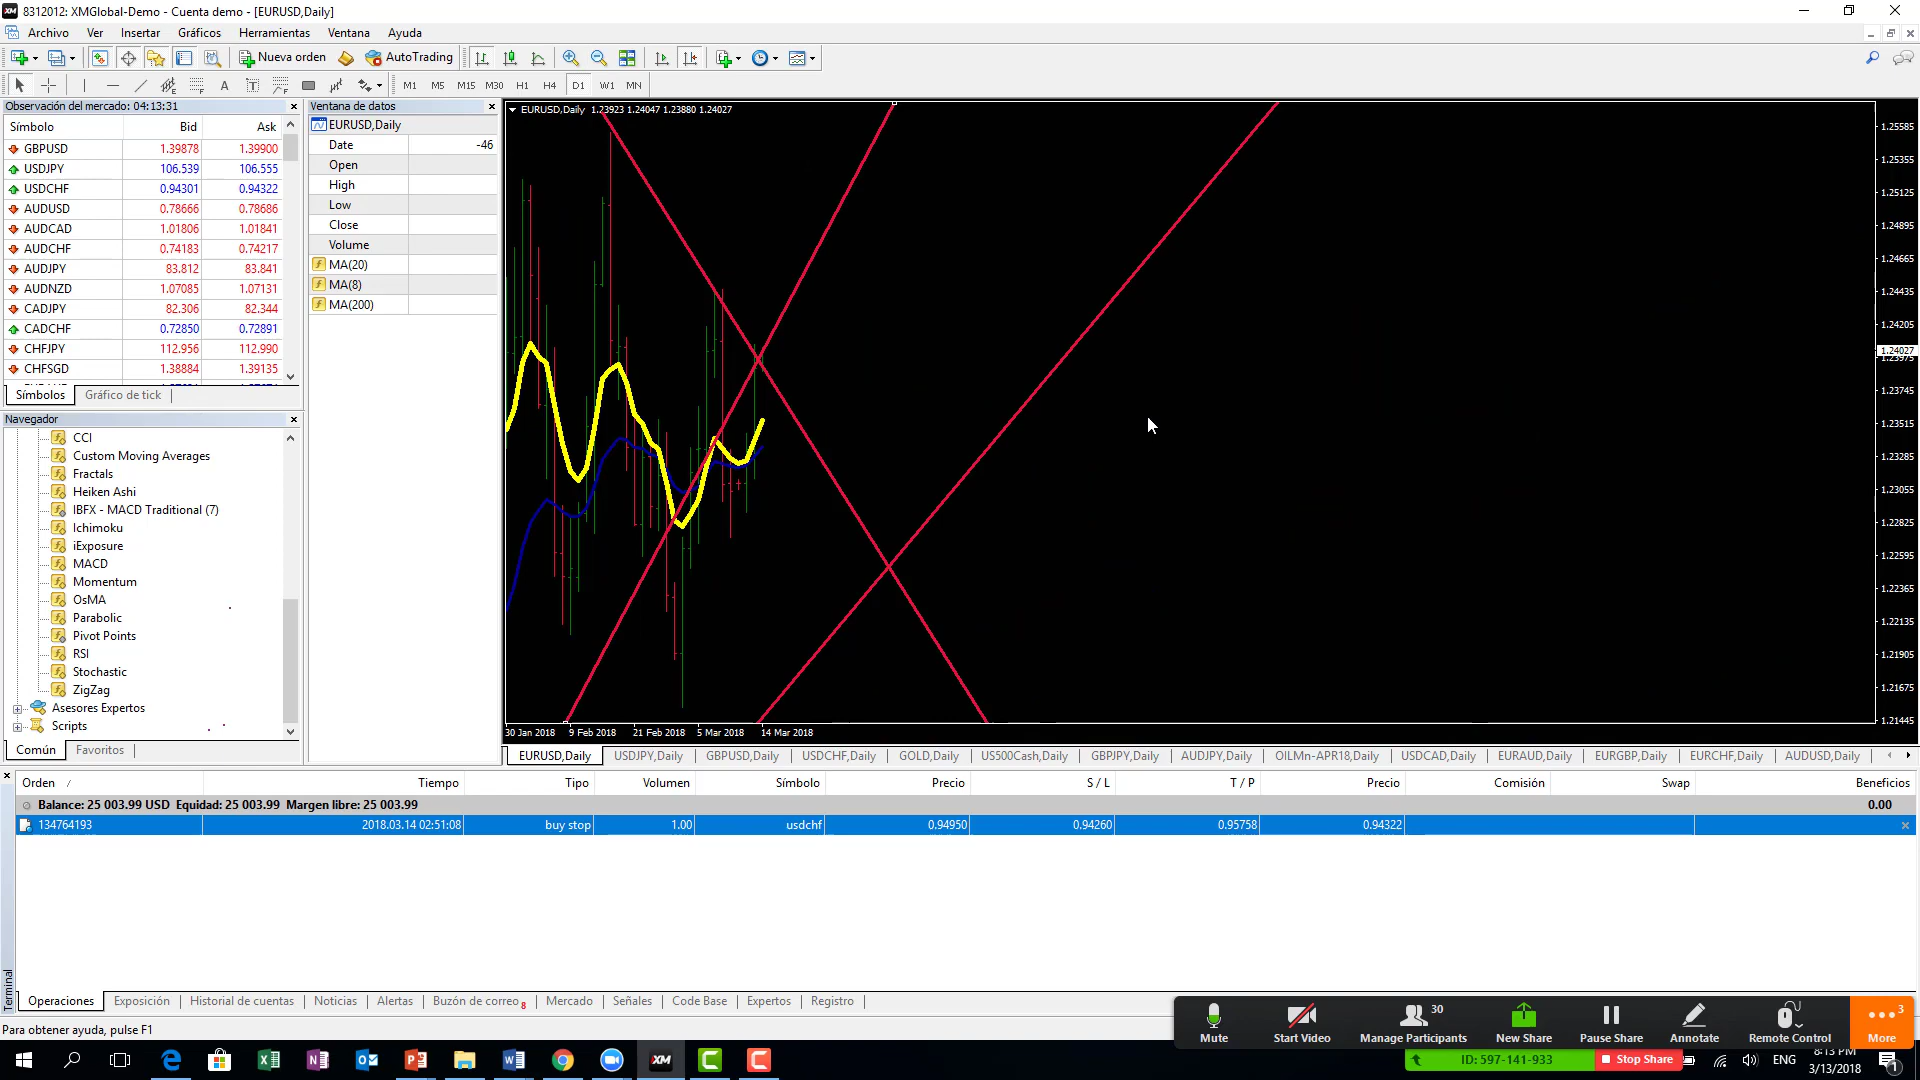 8312012: XMGlobal-Demo - Cuenta demo - [EURUSD,Daily]
Archivo Ver Insertar Gráficos Herramientas Ventana Ayuda
Nueva orden AutoTrading
A T M1 M5 M15 M30 H1 H4 D1 W1 MN
Observación del mercado: 04:13:31
Símbolo Bid Ask
GBPUSD 1.39878 1.39900
USDJPY 106.539 106.555
USDCHF 0.94301 0.94322
AUDUSD 0.78666 0.78686
AUDCAD 1.01806 1.01841
AUDCHF 0.74183 0.74217
AUDJPY 83.812 83.841
AUDNZD 1.07085 1.07131
CADJPY 82.306 82.344
CADCHF 0.72850 0.72891
CHFJPY 112.956 112.990
CHFSGD 1.38884 1.39135
Símbolos Gráfico de tick
Ventana de datos
EURUSD,Daily
Date -46
Open
High
Low
Close
Volume
MA(20)
MA(8)
MA(200)
Navegador
CCI
Custom Moving Averages
Fractals
Heiken Ashi
IBFX - MACD Traditional (7)
Ichimoku
iExposure
MACD
Momentum
OsMA
Parabolic
Pivot Points
RSI
Stochastic
ZigZag
Asesores Expertos
Scripts
Común Favoritos
EURUSD,Daily 1.23923 1.24047 1.23880 1.24027
1.25585
1.25355
1.25125
1.24895
1.24665
1.24435
1.24205
1.24027
1.23975
1.23745
1.23515
1.23285
1.23055
1.22825
1.22595
1.22365
1.22135
1.21905
1.21675
1.21445
30 Jan 2018 9 Feb 2018 21 Feb 2018 5 Mar 2018 14 Mar 2018
EURUSD,Daily USDJPY,Daily GBPUSD,Daily USDCHF,Daily GOLD,Daily US500Cash,Daily GBPJPY,Daily AUDJPY,Daily OILMn-APR18,Daily USDCAD,Daily EURAUD,Daily EURGBP,Daily EURCHF,Daily AUDUSD,Daily
Orden / Tiempo Tipo Volumen Símbolo Precio S / L T / P Precio Comisión Swap Beneficios
Balance: 25 003.99 USD Equidad: 25 003.99 Margen libre: 25 003.99 0.00
134764193 2018.03.14 02:51:08 buy stop 1.00 usdchf 0.94950 0.94260 0.95758 0.94322
Terminal
Operaciones Exposición Historial de cuentas Noticias Alertas Buzón de correo 8 Mercado Señales Code Base Expertos Registro
Para obtener ayuda, pulse F1
30 3
Mute Start Video Manage Participants New Share Pause Share Annotate Remote Control More
ID: 597-141-933 Stop Share
ENG 8:13 PM
3/13/2018 1
XM